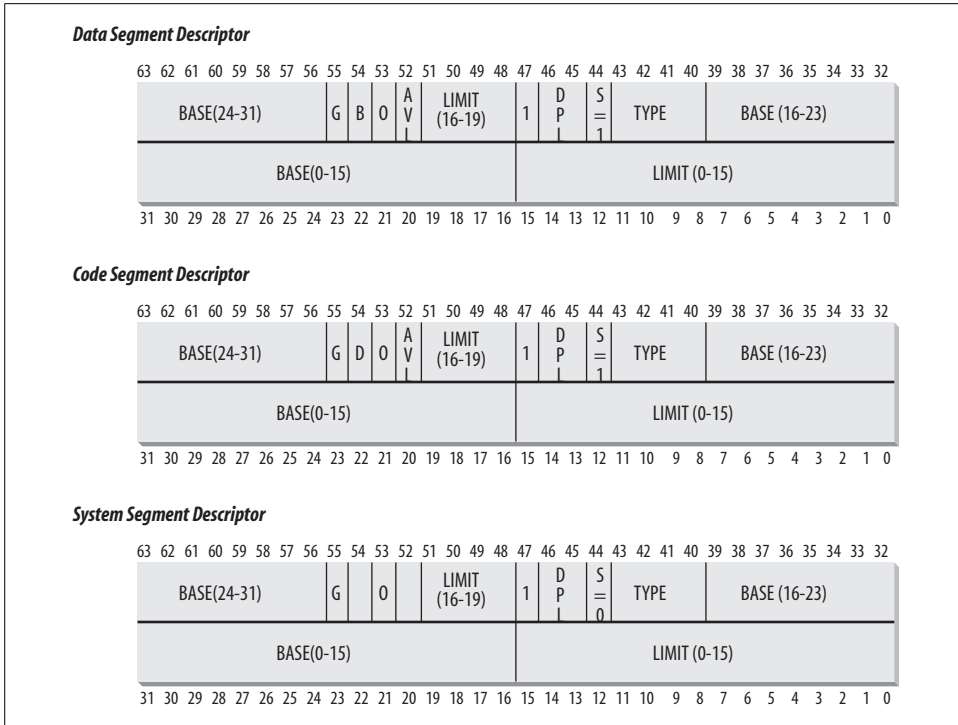 Data Segment Descriptor
63 62 61 60 59 58 57 56 55 54 53 52 51 50 49 48 47 46 45 44 43 42 41 40 39 38 37 36 35 34 33 32
BASE(24-31) G B 0 AVL LIMIT (16-19) 1 DPL S=1 TYPE BASE (16-23)
BASE(0-15) LIMIT (0-15)
31 30 29 28 27 26 25 24 23 22 21 20 19 18 17 16 15 14 13 12 11 10 9 8 7 6 5 4 3 2 1 0
Code Segment Descriptor
63 62 61 60 59 58 57 56 55 54 53 52 51 50 49 48 47 46 45 44 43 42 41 40 39 38 37 36 35 34 33 32
BASE(24-31) G D 0 AVL LIMIT (16-19) 1 DPL S=1 TYPE BASE (16-23)
BASE(0-15) LIMIT (0-15)
31 30 29 28 27 26 25 24 23 22 21 20 19 18 17 16 15 14 13 12 11 10 9 8 7 6 5 4 3 2 1 0
System Segment Descriptor
63 62 61 60 59 58 57 56 55 54 53 52 51 50 49 48 47 46 45 44 43 42 41 40 39 38 37 36 35 34 33 32
BASE(24-31) G 0 LIMIT (16-19) 1 DPL S=0 TYPE BASE (16-23)
BASE(0-15) LIMIT (0-15)
31 30 29 28 27 26 25 24 23 22 21 20 19 18 17 16 15 14 13 12 11 10 9 8 7 6 5 4 3 2 1 0